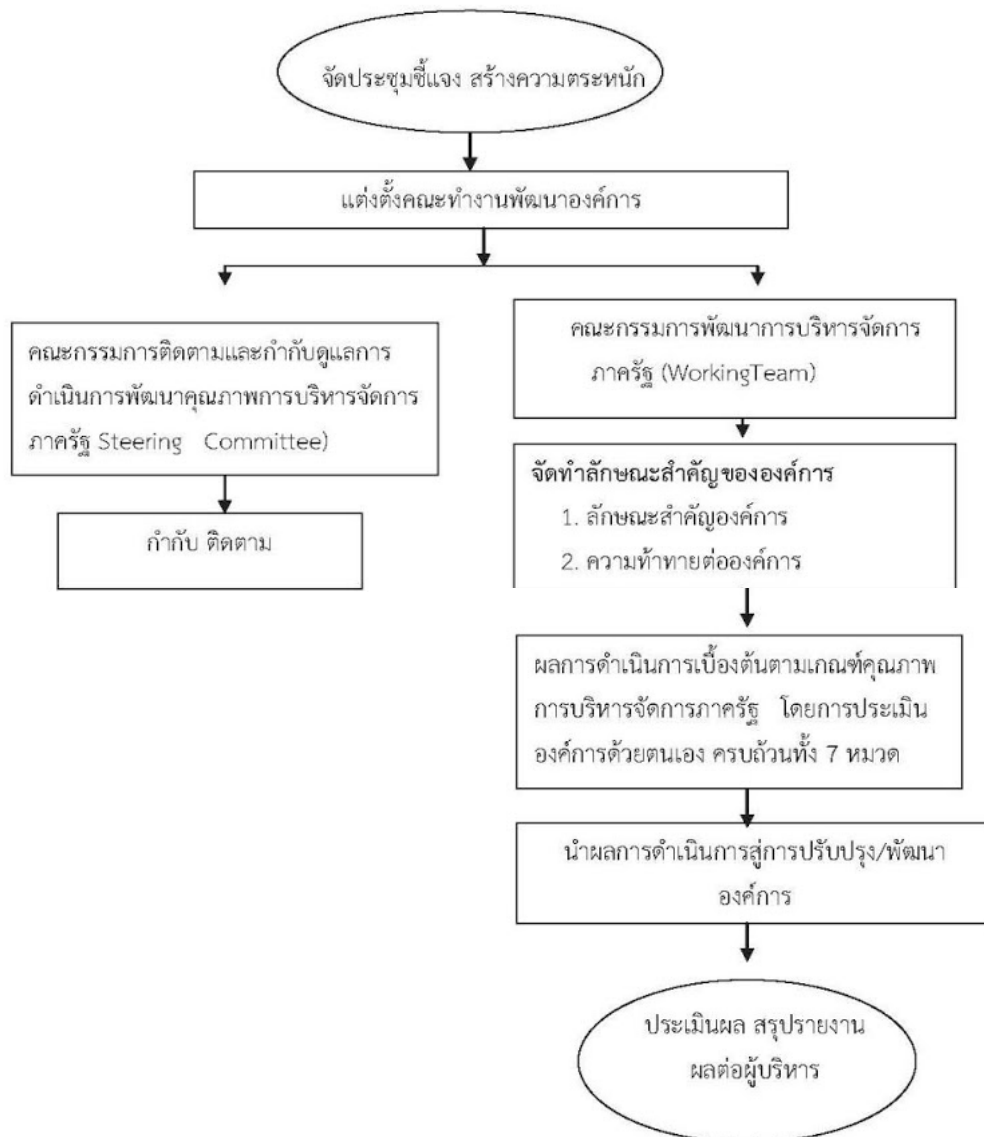 จัดประชุมชี้แจง สร้างความตระหนัก
แต่งตั้งคณะทำงานพัฒนาองค์การ
คณะกรรมการติดตามและกำกับดูแลการ
ดำเนินการพัฒนาคุณภาพการบริหารจัดการ
ภาครัฐ Steering Committee)
กำกับ ติดตาม
คณะกรรมการพัฒนาการบริหารจัดการ
ภาครัฐ (WorkingTeam)
จัดทำลักษณะสำคัญขององค์การ
1. ลักษณะสำคัญองค์การ
2. ความท้าทายต่อองค์การ
ผลการดำเนินการเบื้องต้นตามเกณฑ์คุณภาพ
การบริหารจัดการภาครัฐ โดยการประเมิน
องค์การด้วยตนเอง ครบถ้วนทั้ง 7 หมวด
นำผลการดำเนินการสู่การปรับปรุง/พัฒนา
องค์การ
ประเมินผล สรุปรายงาน
ผลต่อผู้บริหาร